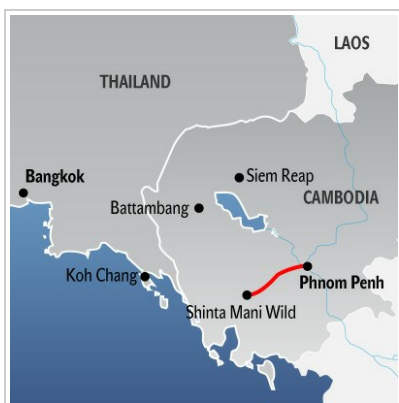 LAOS
THAILAND
Bangkok
Siem Reap
CAMBODIA
Battambang
Koh Chang
Phnom Penh
Shinta Mani Wild